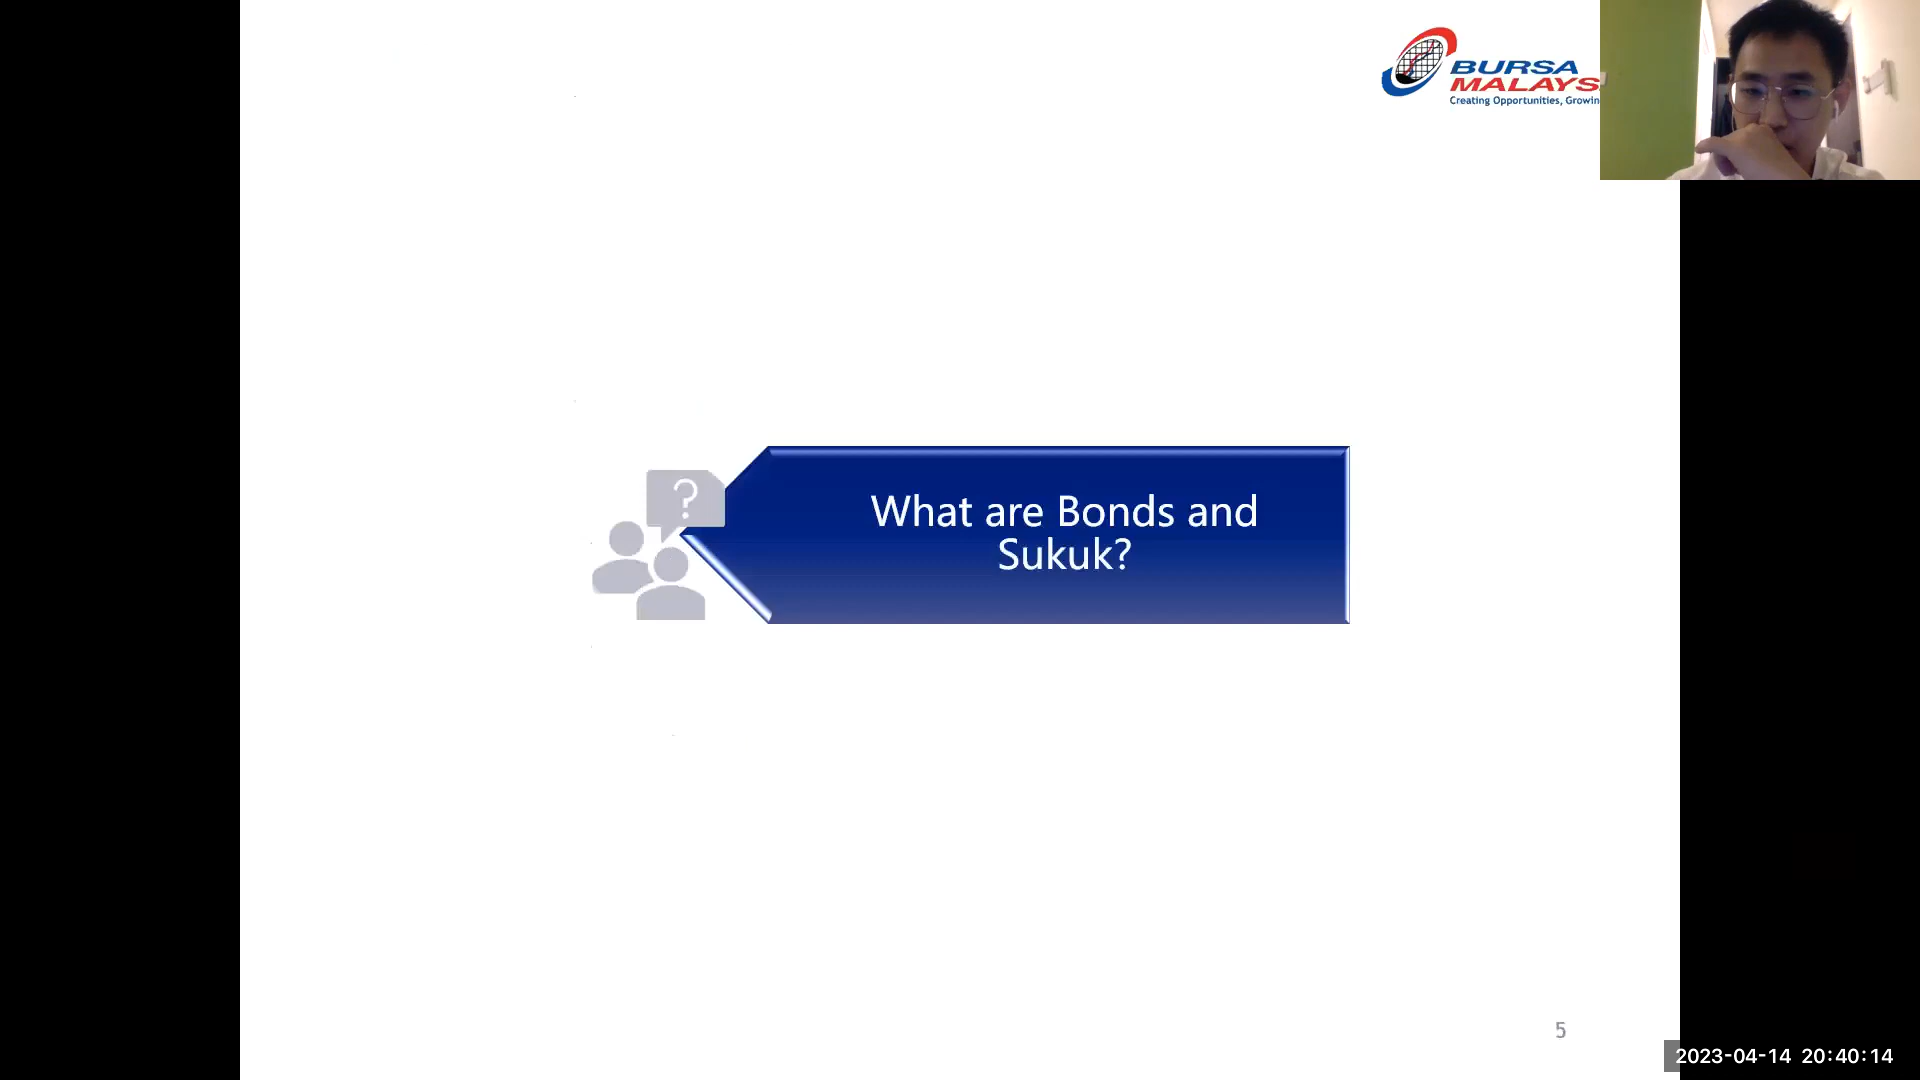 BURSA
MALAYS
Creating Opportunities, Growin
?
What are Bonds and
Sukuk?
5
2023-04-14 20:40:14